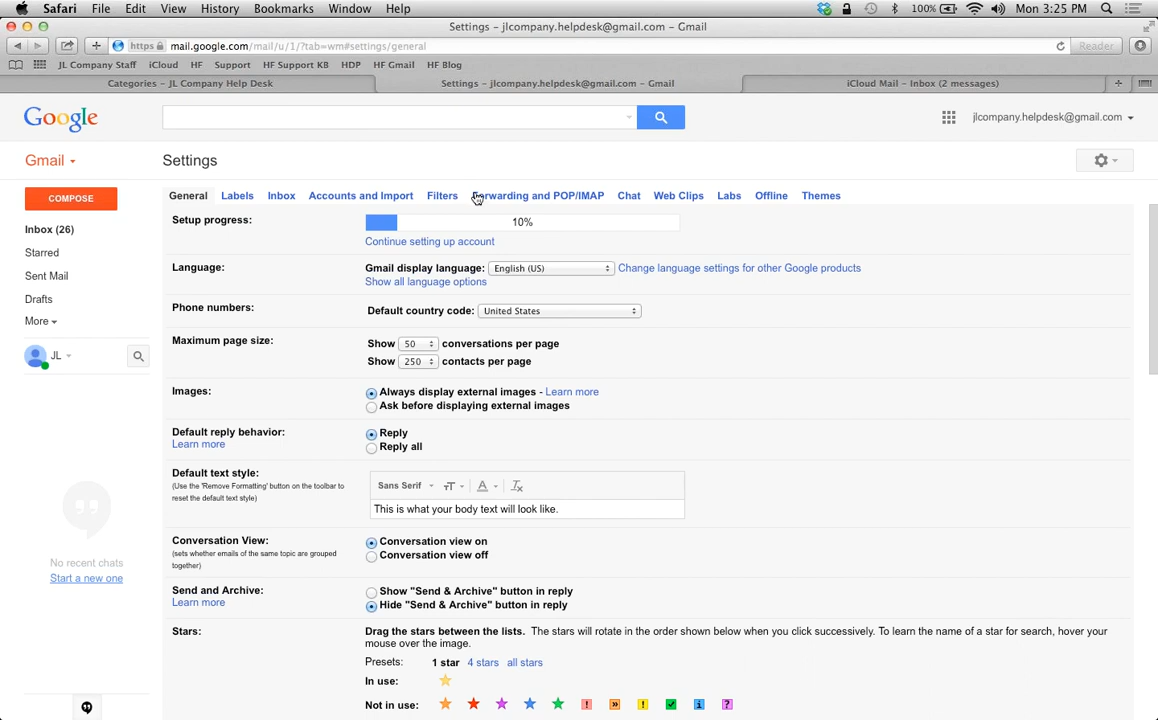 Safari File Edit View History Bookmarks Window Help 100% Mon 3:25 PM
Settings - jlcompany.helpdesk@gmail.com - Gmail
https mail.google.com/mail/u/1/?tab=wm#settings/general Reader
JL Company Staff iCloud HF Support HF Support KB HDP HF Gmail HF Blog
Categories - JL Company Help Desk Settings - jlcompany.helpdesk@gmail.com - Gmail iCloud Mail - Inbox (2 messages)
Google jlcompany.helpdesk@gmail.com
Gmail Settings
COMPOSE General Labels Inbox Accounts and Import Filters Forwarding and POP/IMAP Chat Web Clips Labs Offline Themes
Inbox (26)
Starred
Sent Mail
Drafts
More
JL
No recent chats
Start a new one
Setup progress: 10%
Continue setting up account
Language: Gmail display language: English (US) Change language settings for other Google products
Show all language options
Phone numbers: Default country code: United States
Maximum page size: Show 50 conversations per page
Show 250 contacts per page
Images: Always display external images - Learn more
Ask before displaying external images
Default reply behavior: Reply
Learn more Reply all
Default text style: Sans Serif
(Use the 'Remove Formatting' button on the toolbar to
reset the default text style)
This is what your body text will look like.
Conversation View: Conversation view on
(sets whether emails of the same topic are grouped
together)
Conversation view off
Send and Archive: Show "Send & Archive" button in reply
Learn more Hide "Send & Archive" button in reply
Stars: Drag the stars between the lists. The stars will rotate in the order shown below when you click successively. To learn the name of a star for search, hover your
mouse over the image.
Presets: 1 star 4 stars all stars
In use:
Not in use: